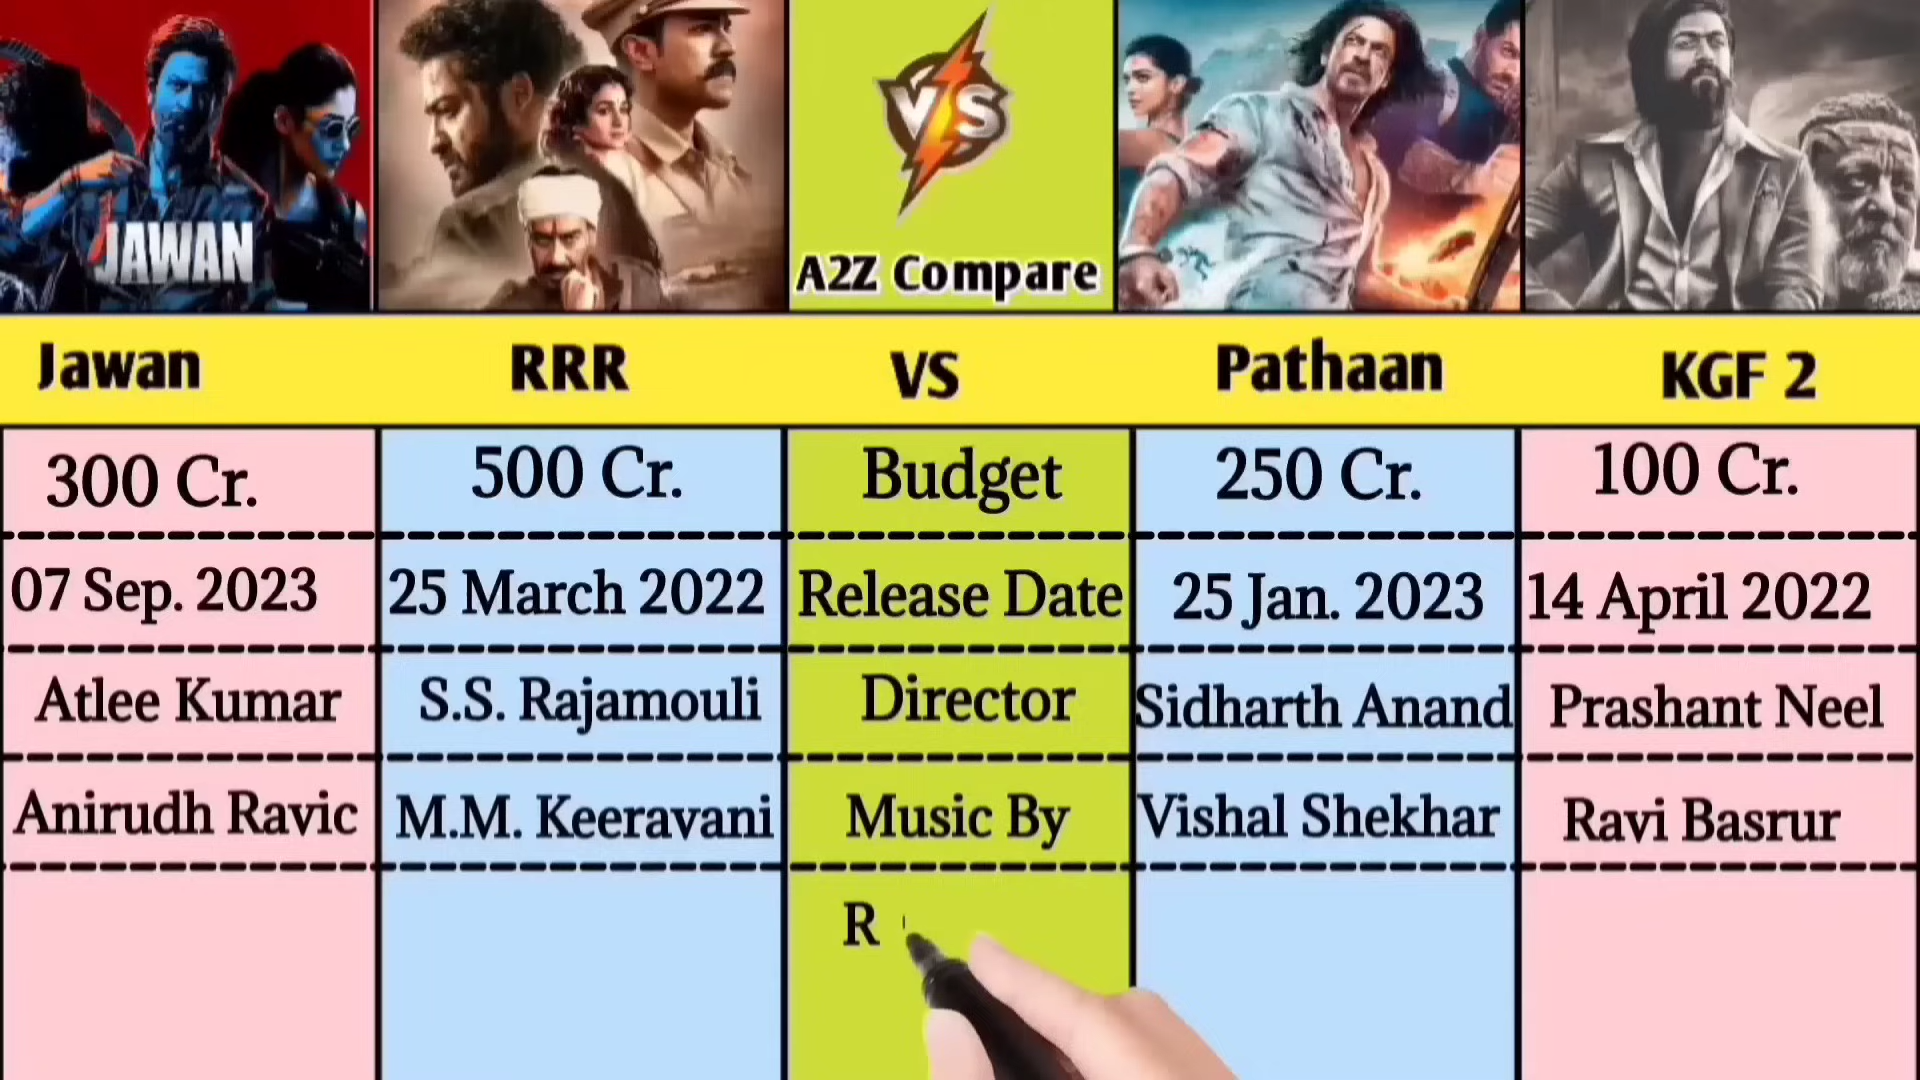 JAWAN
VS
A2Z Compare
Jawan RRR VS Pathaan KGF 2
300 Cr. 500 Cr. Budget 250 Cr. 100 Cr.
07 Sep. 2023 25 March 2022 Release Date 25 Jan. 2023 14 April 2022
Atlee Kumar S.S. Rajamouli Director Sidharth Anand Prashant Neel
Anirudh Ravic M.M. Keeravani Music By Vishal Shekhar Ravi Basrur
R